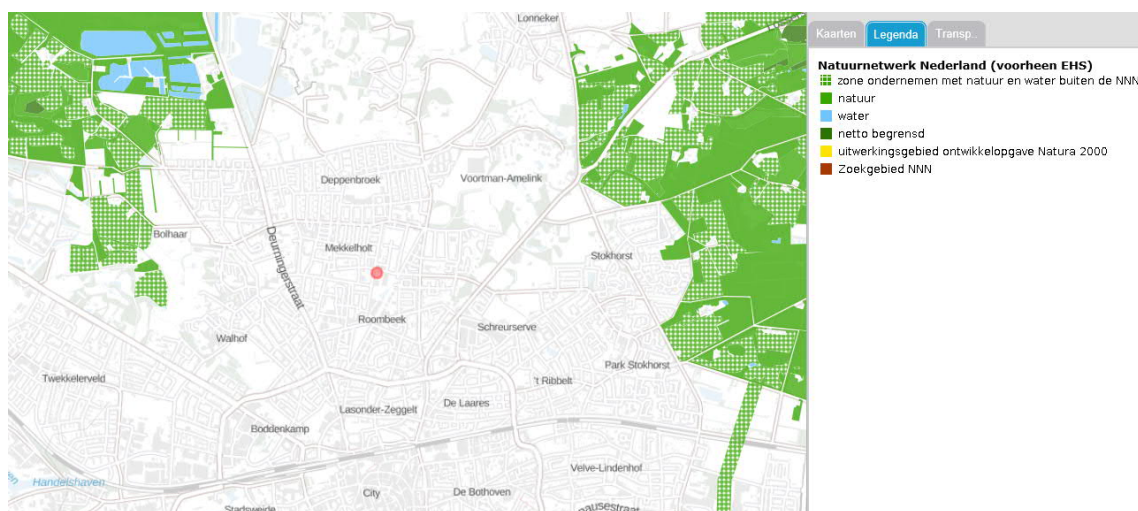 Lonneker
Deppenbroek
Voortman-Amelink
Bolhaar
Deurningerstraat
Mekkelholt
Stokhorst
Roombeek
Schreurserve
Walhof
Park Stokhorst
Twekkelerveld
't Ribbelt
Lasonder-Zeggelt
De Laares
Boddenkamp
Velve-Lindenhof
Handelshaven
City
De Bothoven
Stadsweide
Kaarten
Legenda
Transp..
Natuurnetwerk Nederland (voorheen EHS)
zone ondernemen met natuur en water buiten de NNN
natuur
water
netto begrensd
uitwerkingsgebied ontwikkelopgave Natura 2000
Zoekgebied NNN